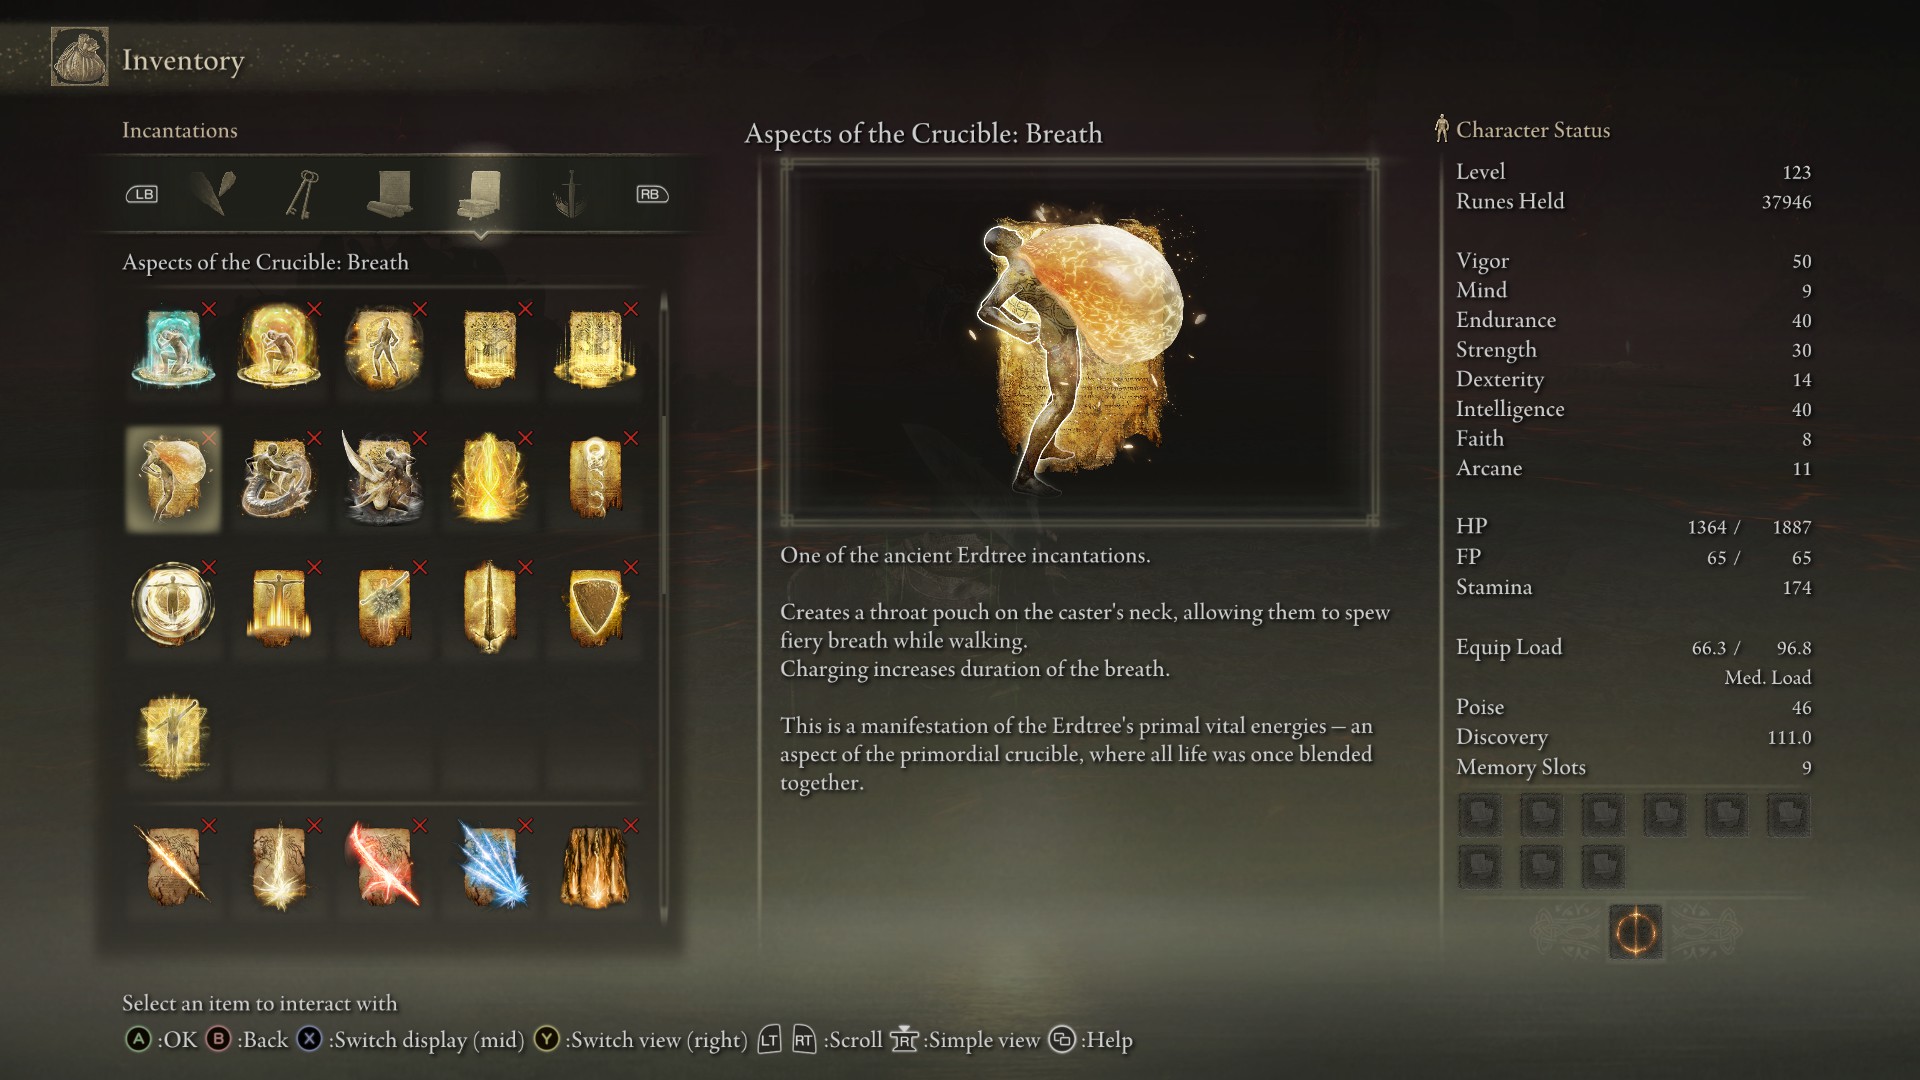 Inventory
Incantations
LB
RB
Aspects of the Crucible: Breath
Aspects of the Crucible: Breath
One of the ancient Erdtree incantations.
Creates a throat pouch on the caster's neck, allowing them to spew
fiery breath while walking.
Charging increases duration of the breath.
This is a manifestation of the Erdtree's primal vital energies – an
aspect of the primordial crucible, where all life was once blended
together.
Character Status
Level 123
Runes Held 37946
Vigor 50
Mind 9
Endurance 40
Strength 30
Dexterity 14
Intelligence 40
Faith 8
Arcane 11
HP 1364 / 1887
FP 65 / 65
Stamina 174
Equip Load 66.3 / 96.8
Med. Load
Poise 46
Discovery 111.0
Memory Slots 9
Select an item to interact with
A :OK B :Back X :Switch display (mid) Y :Switch view (right) LT RT :Scroll R :Simple view :Help